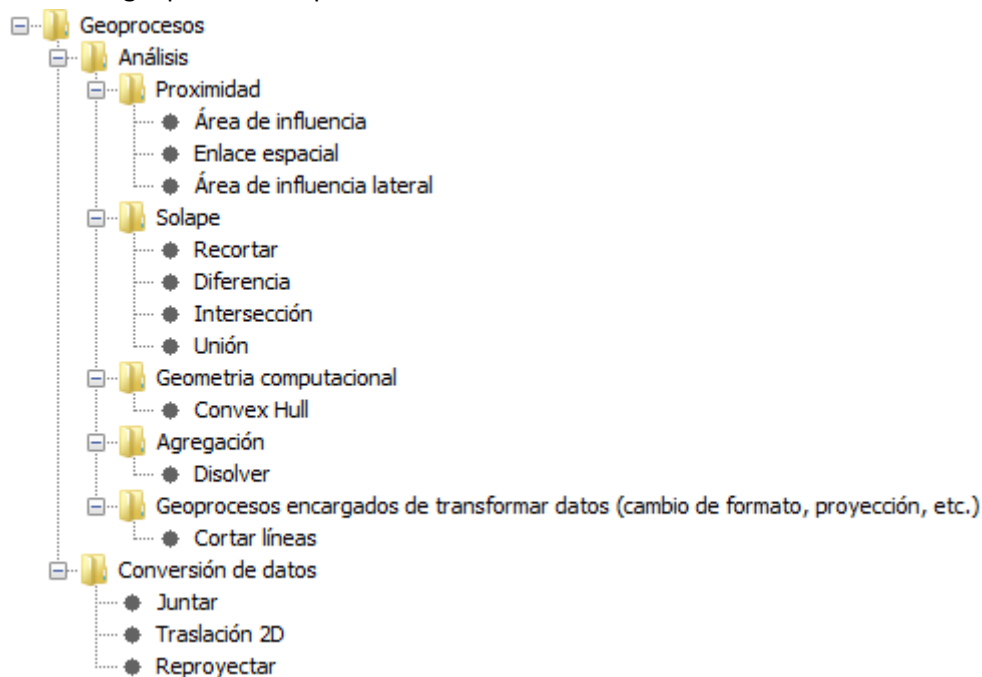 Geoprocesos
Análisis
Proximidad
Área de influencia
Enlace espacial
Área de influencia lateral
Solape
Recortar
Diferencia
Intersección
Unión
Geometria computacional
Convex Hull
Agregación
Disolver
Geoprocesos encargados de transformar datos (cambio de formato, proyección, etc.)
Cortar líneas
Conversión de datos
Juntar
Traslación 2D
Reproyectar